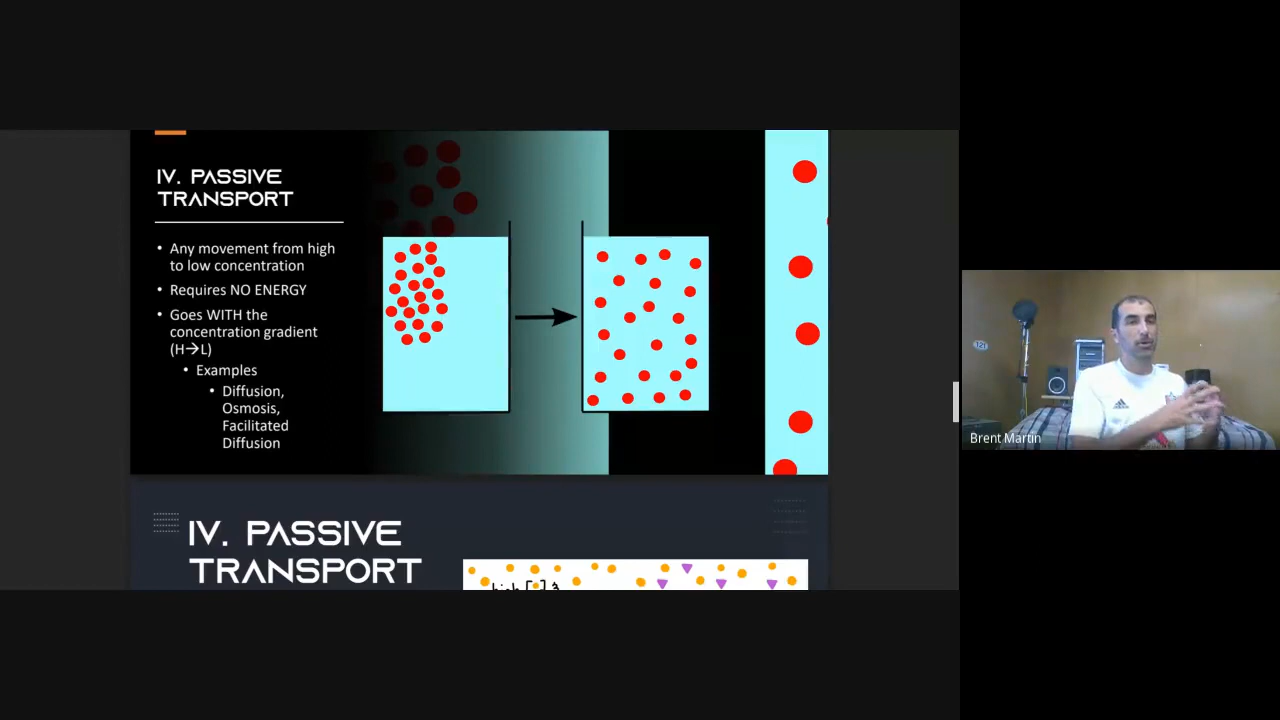 IV. PASSIVE
TRANSPORT
• Any movement from high
to low concentration
• Requires NO ENERGY
• Goes WITH the
concentration gradient
(H→L)
• Examples
• Diffusion,
Osmosis,
Facilitated
Diffusion
IV. PASSIVE
TRANSPORT
Brent Martin